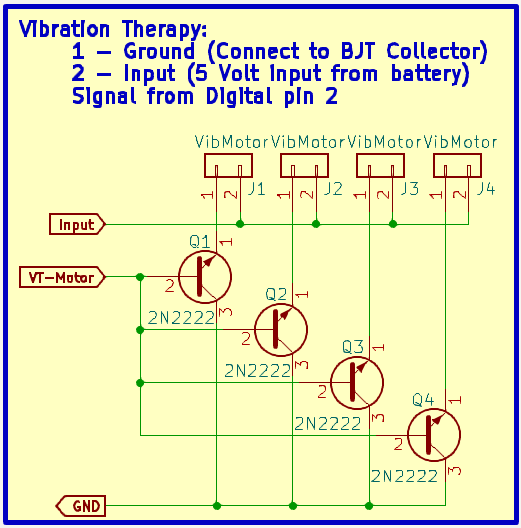 Vibration Therapy:
1 – Ground (Connect to BJT Collector)
2 – Input (5 Volt input from battery)
Signal from Digital pin 2
VibMotor VibMotor VibMotor VibMotor
1 2 J1 1 2 J2 1 2 J3 1 2 J4
Input
Q1 1
VT-Motor
2
Q2 1
3
2N2222 2
Q3 1
3
2N2222 2
Q4 1
3
2N2222 2
3
2N2222
GND